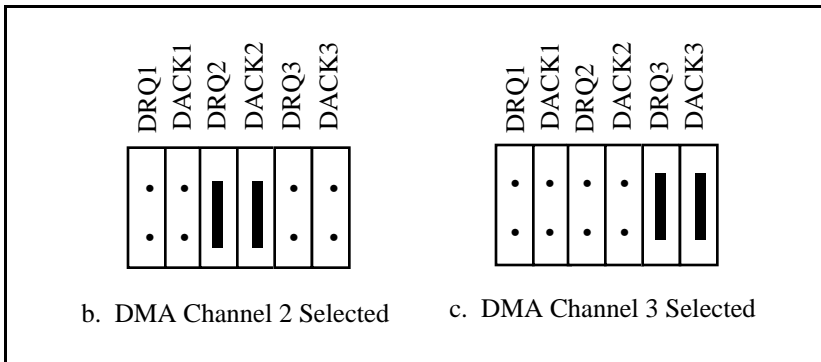 DRQ1
DACK1
DRQ2
DACK2
DRQ3
DACK3
b. DMA Channel 2 Selected
DRQ1
DACK1
DRQ2
DACK2
DRQ3
DACK3
c. DMA Channel 3 Selected